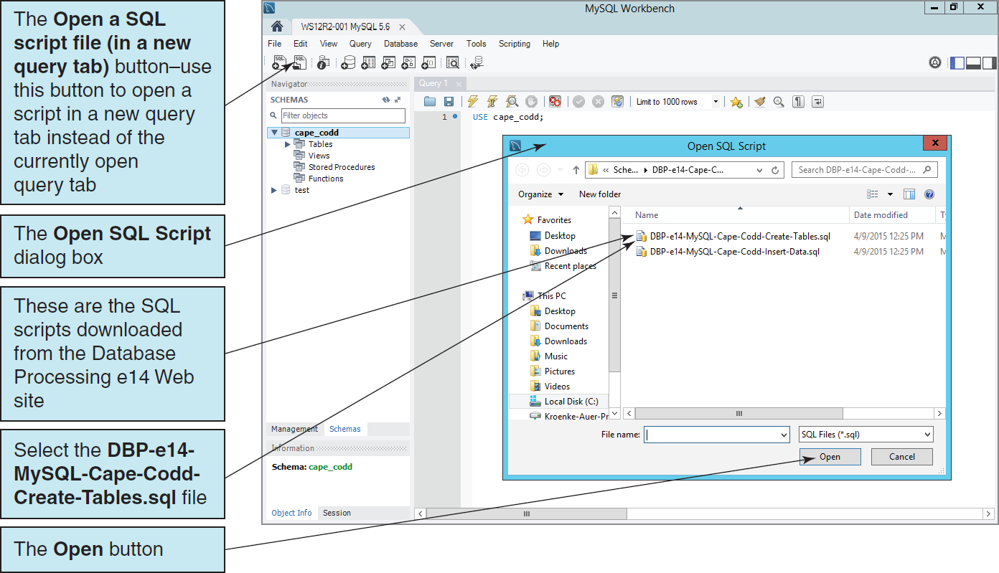 The Open a SQL
script file (in a new
query tab) button–use
this button to open a
script in a new query
tab instead of the
currently open
query tab
The Open SQL Script
dialog box
These are the SQL
scripts downloaded
from the Database
Processing e14 Web
site
Select the DBP-e14-
MySQL-Cape-Codd-
Create-Tables.sql file
The Open button
MySQL Workbench
WS12R2-001 MySQL 5.6
File Edit View Query Database Server Tools Scripting Help
SQL SQL
Navigator
SCHEMAS
Filter objects
cape_codd
Tables
Views
Stored Procedures
Functions
test
Management Schemas
Information
Schema: cape_codd
Object Info Session
Query 1
Limit to 1000 rows
1 USE cape_codd;
Open SQL Script
« Sche... DBP-e14-Cape-C...
Search DBP-e14-Cape-Codd-...
Organize New folder
Favorites
Desktop
Downloads
Recent places
This PC
Desktop
Documents
Downloads
Music
Pictures
Videos
Local Disk (C:)
Kroenke-Auer-Pr
Name Date modified Ty
DBP-e14-MySQL-Cape-Codd-Create-Tables.sql 4/9/2015 12:25 PM M
DBP-e14-MySQL-Cape-Codd-Insert-Data.sql 4/9/2015 12:25 PM M
File name: SQL Files (*.sql)
Open Cancel